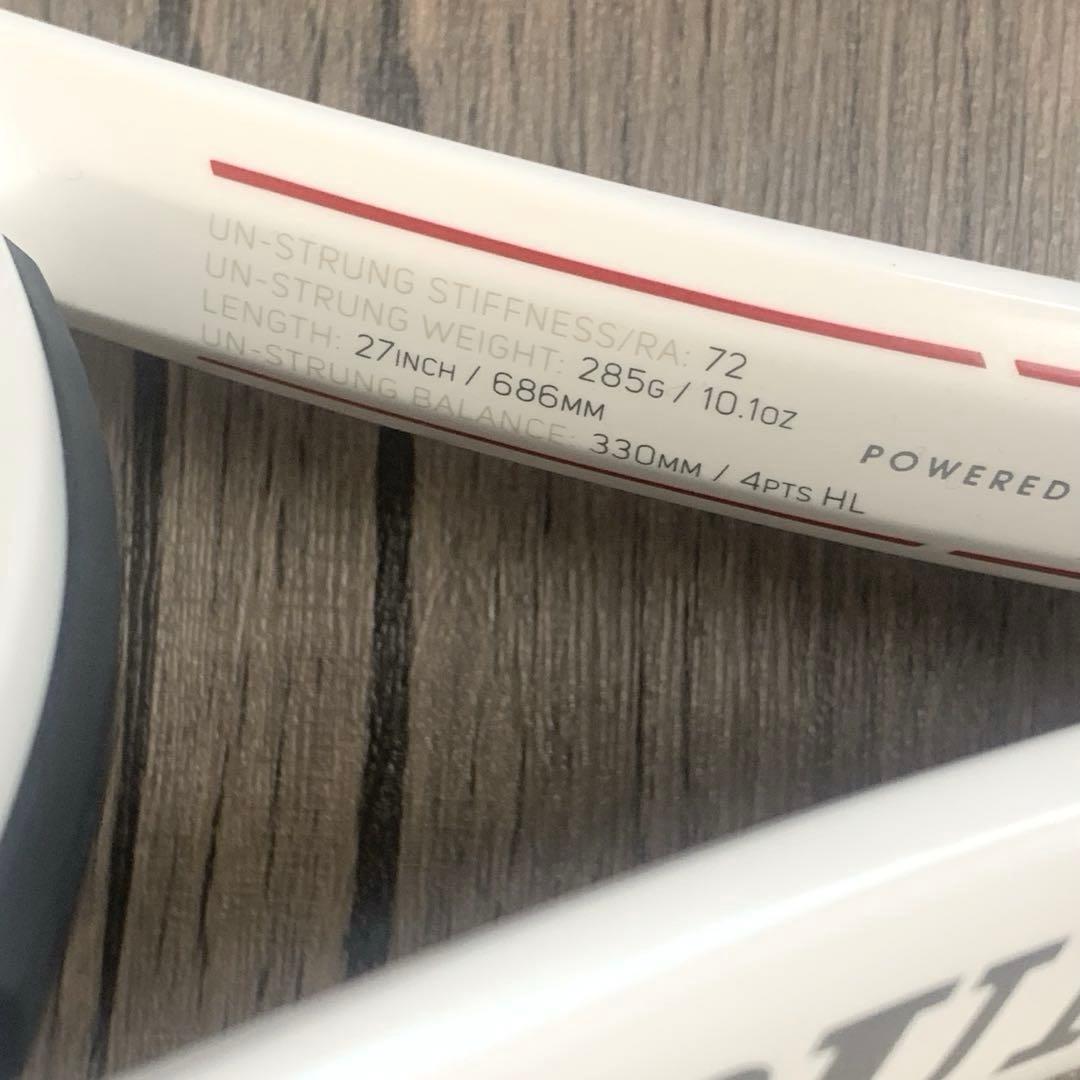 UN-STRUNG STIFFNESS/RA: 72
UN-STRUNG WEIGHT: 285G / 10.1OZ
LENGTH: 27INCH / 686MM
UN-STRUNG BALANCE: 330MM / 4PTS HL
POWERED